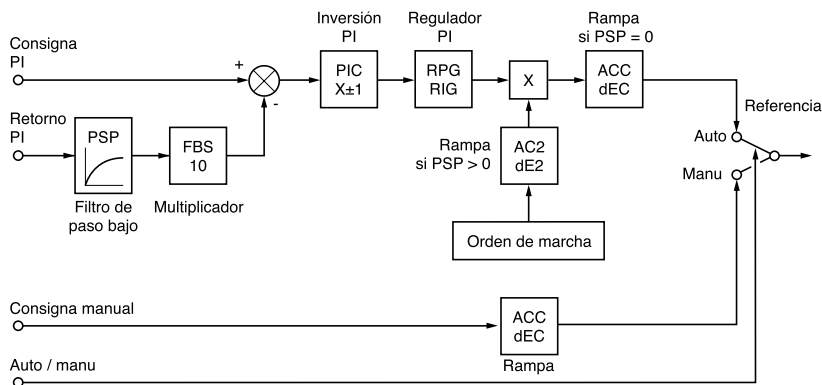 Consigna
PI
+
-
Inversión
PI
PIC
X±1
Regulador
PI
RPG
RIG
X
Rampa
si PSP = 0
ACC
dEC
Referencia
Retorno
PI
PSP
Filtro de
paso bajo
FBS
10
Multiplicador
Rampa
si PSP > 0
AC2
dE2
Orden de marcha
Auto
Manu
Consigna manual
ACC
dEC
Rampa
Auto / manu